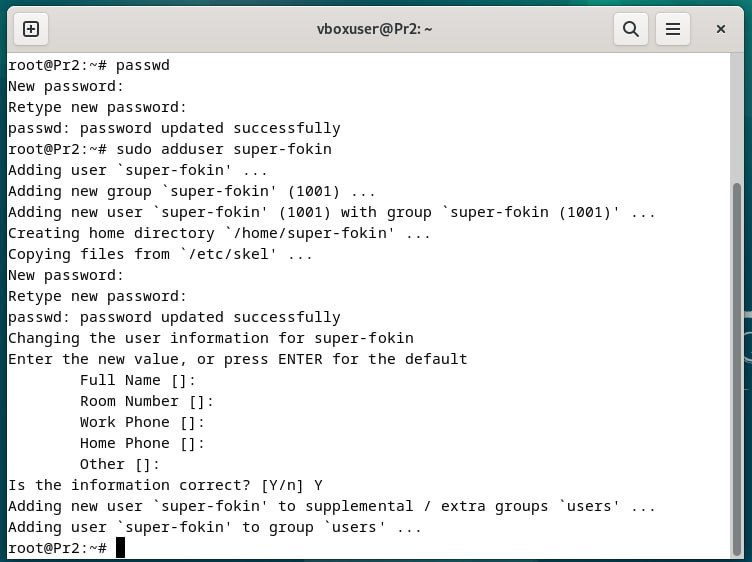 vboxuser@Pr2: ~
root@Pr2:~# passwd
New password:
Retype new password:
passwd: password updated successfully
root@Pr2:~# sudo adduser super-fokin
Adding user `super-fokin' ...
Adding new group `super-fokin' (1001) ...
Adding new user `super-fokin' (1001) with group `super-fokin (1001)' ...
Creating home directory `/home/super-fokin' ...
Copying files from `/etc/skel' ...
New password:
Retype new password:
passwd: password updated successfully
Changing the user information for super-fokin
Enter the new value, or press ENTER for the default
        Full Name []:
        Room Number []:
        Work Phone []:
        Home Phone []:
        Other []:
Is the information correct? [Y/n] Y
Adding new user `super-fokin' to supplemental / extra groups `users' ...
Adding user `super-fokin' to group `users' ...
root@Pr2:~#